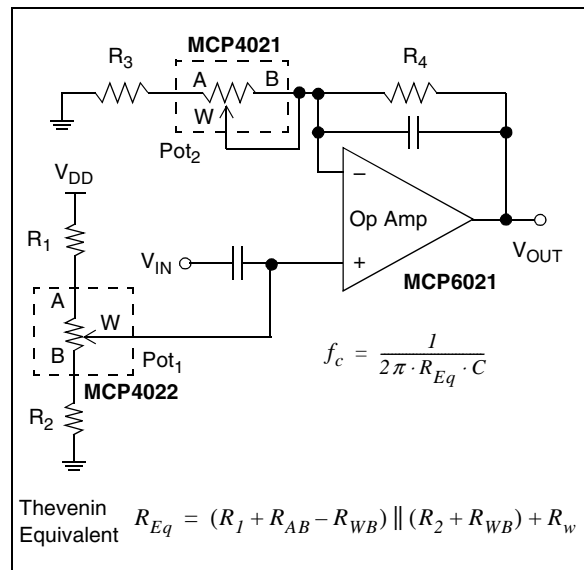 MCP4021
R3
A
B
W
R4
Pot2
VDD
Op Amp
−
+
VOUT
MCP6021
R1
VIN
A
W
B
Pot1
MCP4022
R2
fc = 1 / (2π · REq · C)
Thevenin
Equivalent
REq = (R1 + RAB − RWB) || (R2 + RWB) + Rw